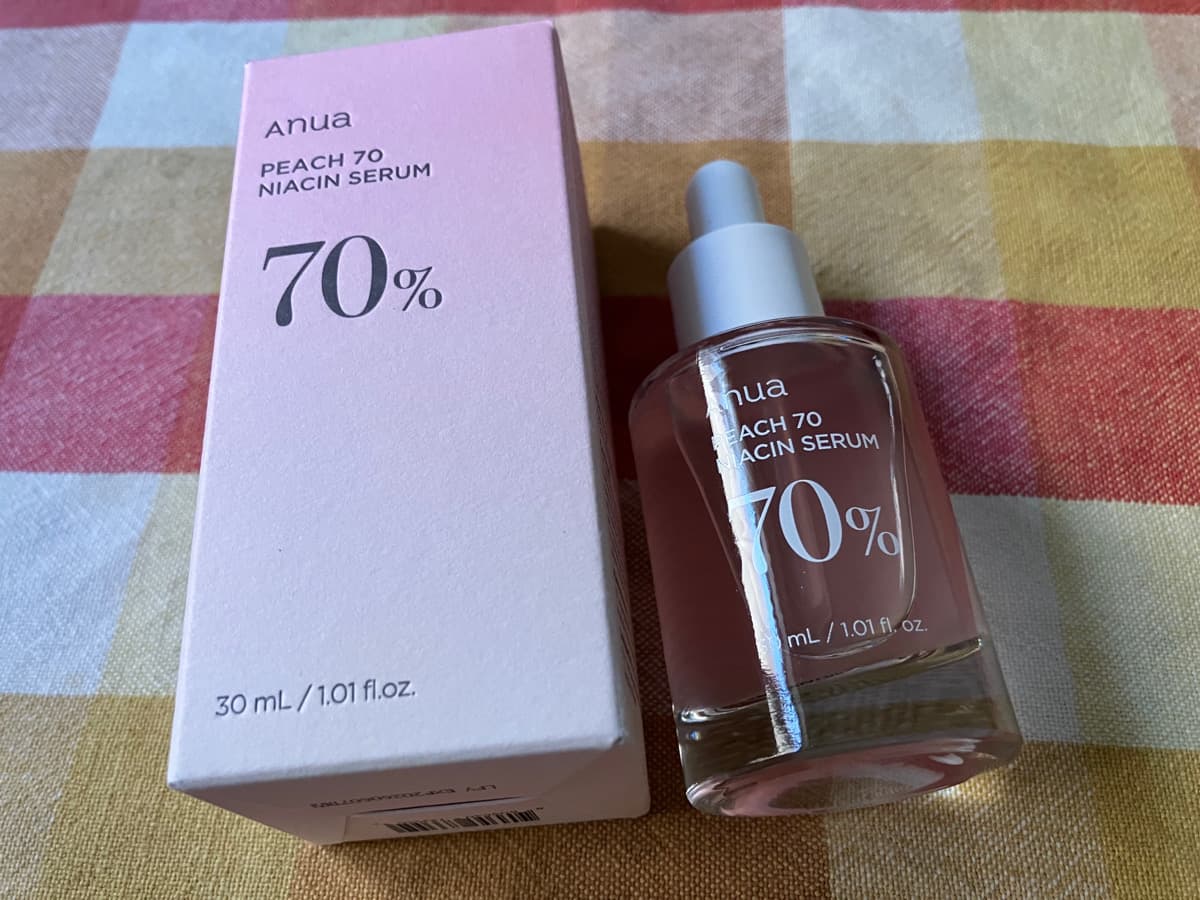 Anua
PEACH 70
NIACIN SERUM
70%
30 mL / 1.01 fl.oz.
Anua
PEACH 70
NIACIN SERUM
70%
mL / 1.01 fl. oz.